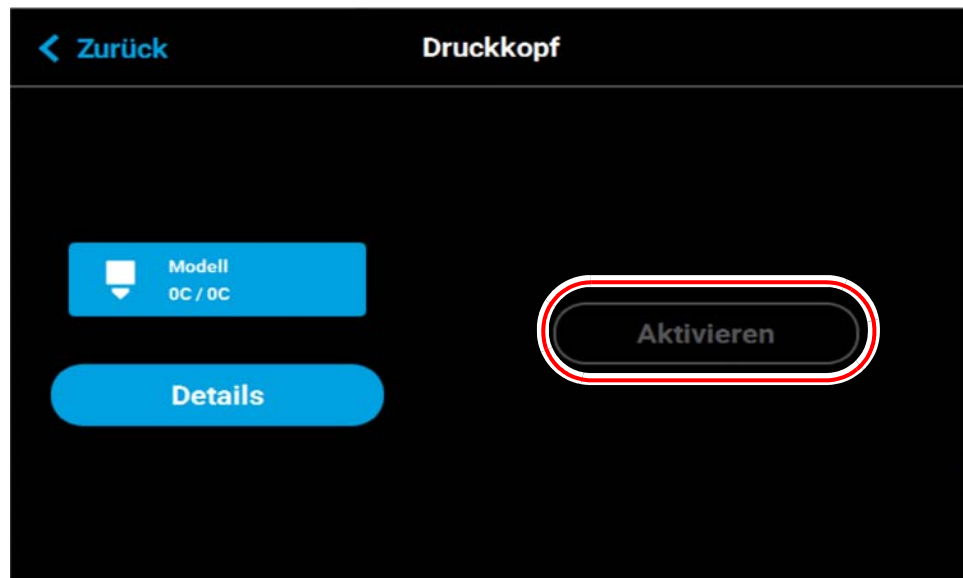 Zurück
Druckkopf
Modell
0C / 0C
Aktivieren
Details